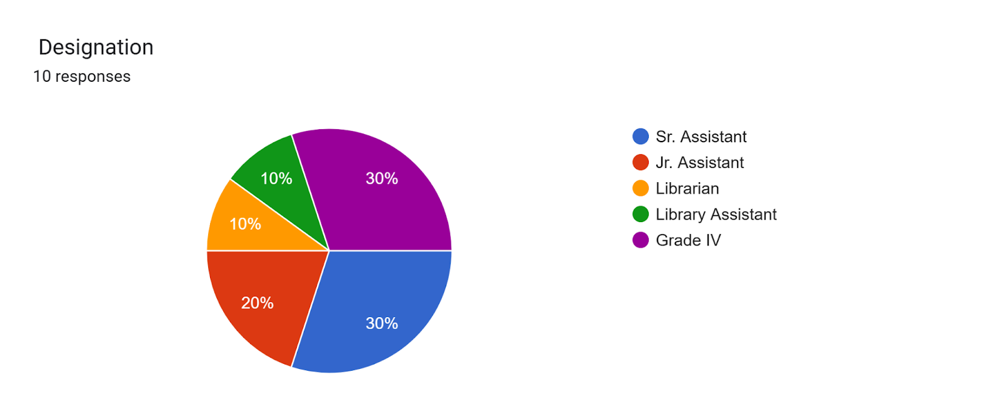 Designation
10 responses
10%
30%
10%
20%
30%
Sr. Assistant
Jr. Assistant
Librarian
Library Assistant
Grade IV